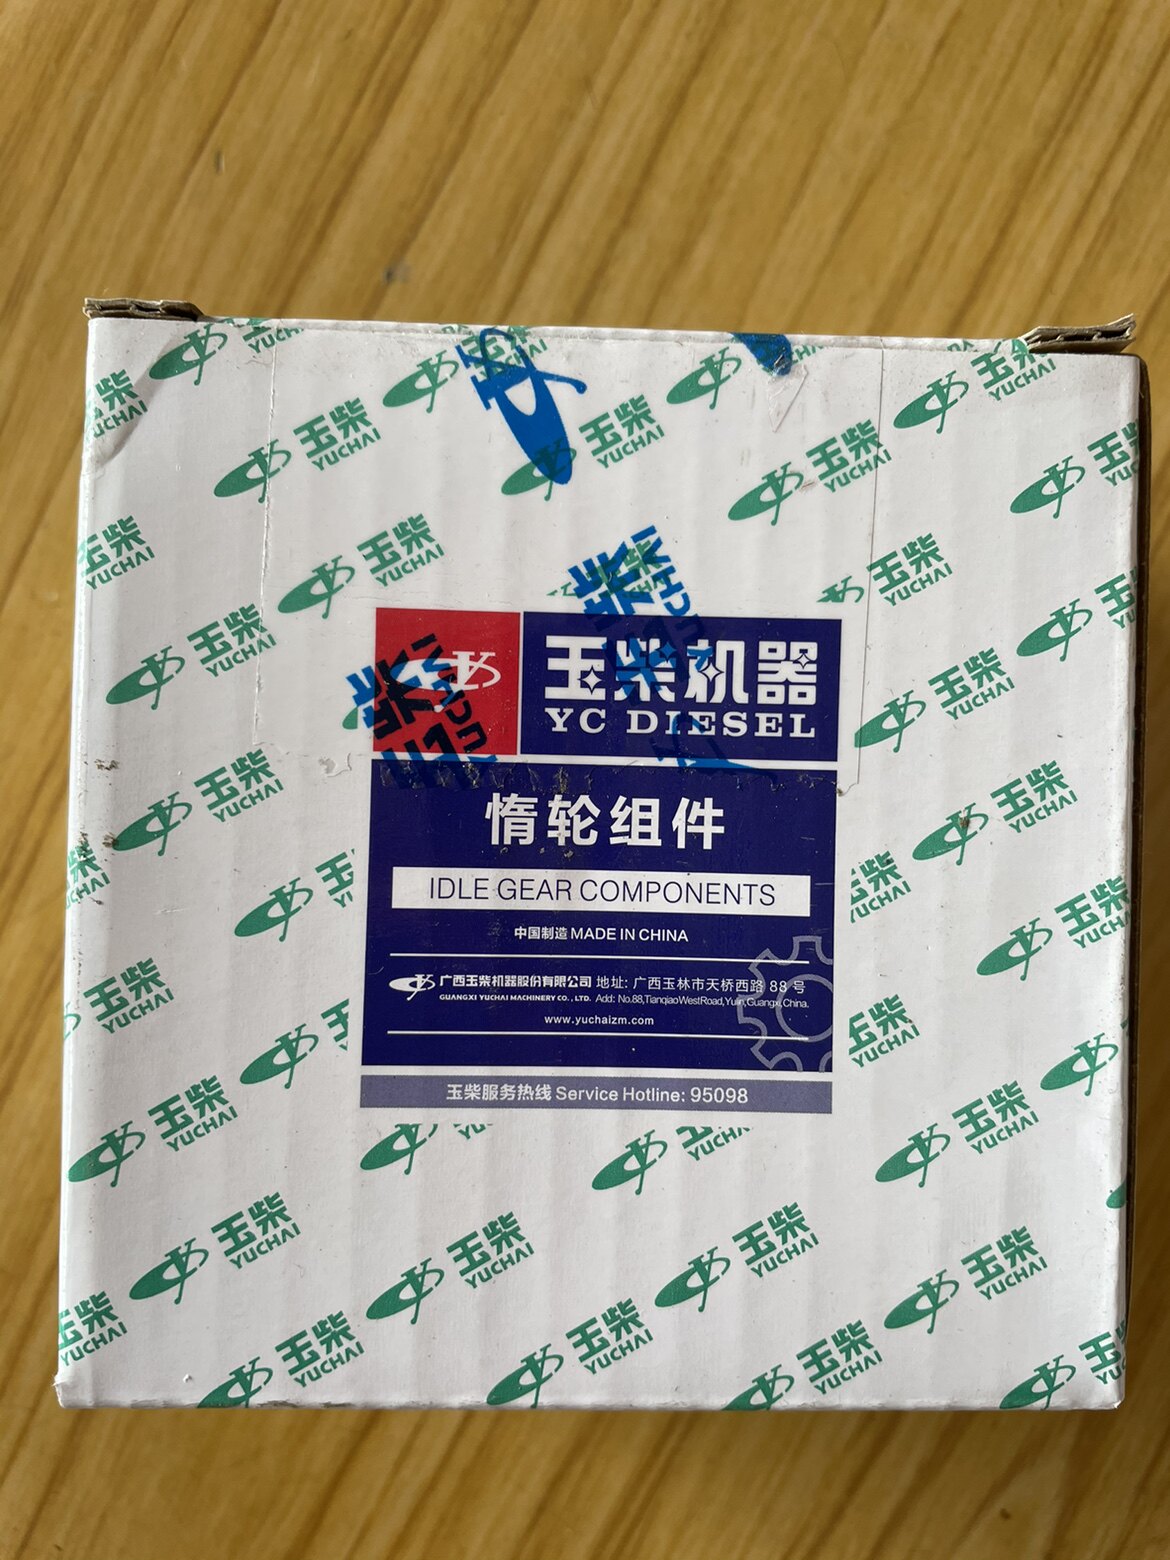 玉柴机器
YC DIESEL
惰轮组件
IDLE GEAR COMPONENTS
中国制造 MADE IN CHINA
广西玉柴机器股份有限公司 地址: 广西玉林市天桥西路 88 号
GUANGXI YUCHAI MACHINERY CO., LTD. Add: No.88,TianqiaoWestRoad,Yulin,Guangxi,China.
www.yuchaizm.com
玉柴服务热线 Service Hotline: 95098
玉柴
YUCHAI